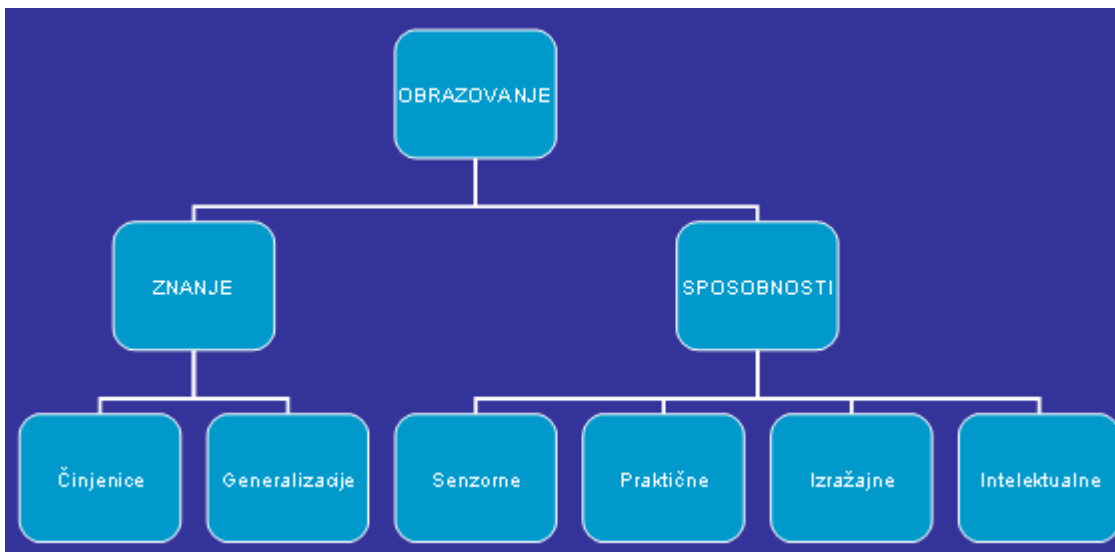 OBRAZOVANJE
ZNANJE
SPOSOBNOSTI
Činjenice
Generalizacije
Senzorne
Praktične
Izražajne
Intelektualne